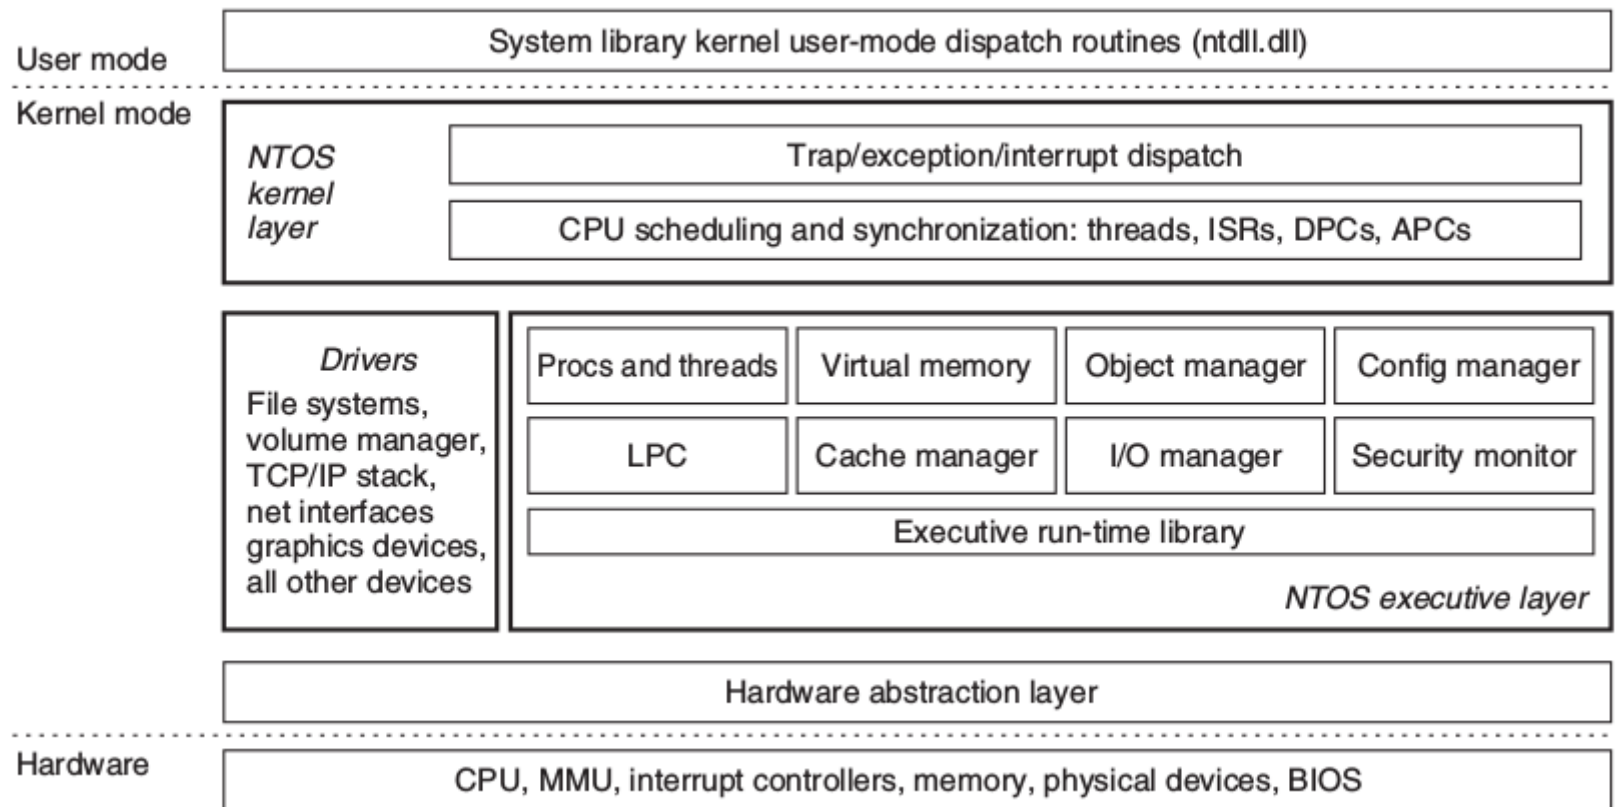 System library kernel user-mode dispatch routines (ntdll.dll)
User mode
Kernel mode
NTOS
kernel
layer
Trap/exception/interrupt dispatch
CPU scheduling and synchronization: threads, ISRs, DPCs, APCs
Drivers
File systems,
volume manager,
TCP/IP stack,
net interfaces
graphics devices,
all other devices
Procs and threads
Virtual memory
Object manager
Config manager
LPC
Cache manager
I/O manager
Security monitor
Executive run-time library
NTOS executive layer
Hardware abstraction layer
Hardware
CPU, MMU, interrupt controllers, memory, physical devices, BIOS